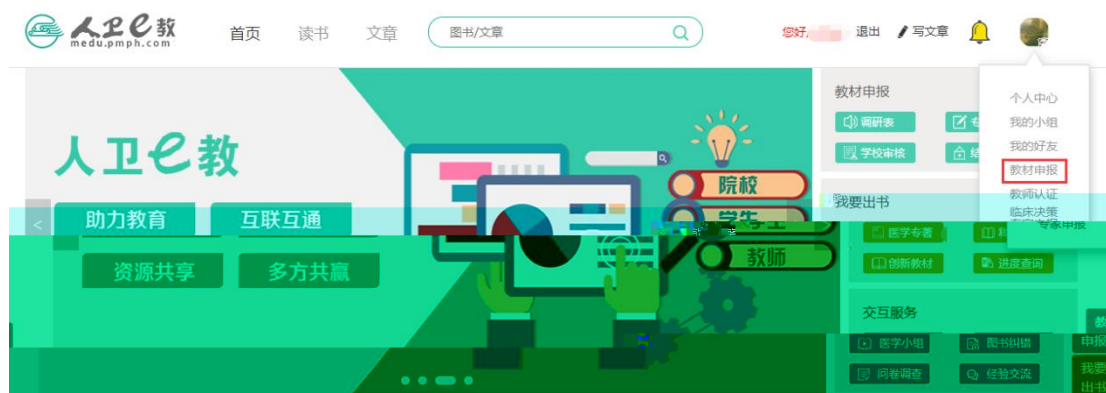 人卫e教
medu.pmph.com
首页 读书 文章 图书/文章
您好, 退出 写文章
个人中心
我的小组
我的好友
教材申报
教师认证
临床决策
专家申报
人卫e教
助力教育 互联互通
资源共享 多方共赢
院校
学生
教师
教材申报
调研表
学校审核
我要出书
医学专著
创新教材 进度查询
交互服务
医学小组 图书纠错
问卷调查 经验交流
申报
我要
出书